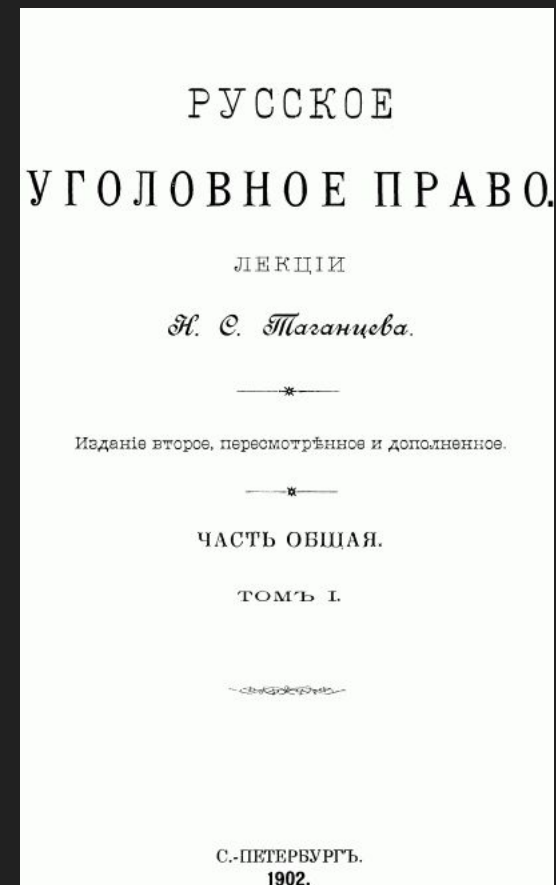 РУССКОЕ
УГОЛОВНОЕ ПРАВО.
ЛЕКЦІИ
Н. С. Таганцева.
Изданіе второе, пересмотрѣнное и дополненное.
ЧАСТЬ ОБЩАЯ.
ТОМЪ I.
С.-ПЕТЕРБУРГЪ.
1902.